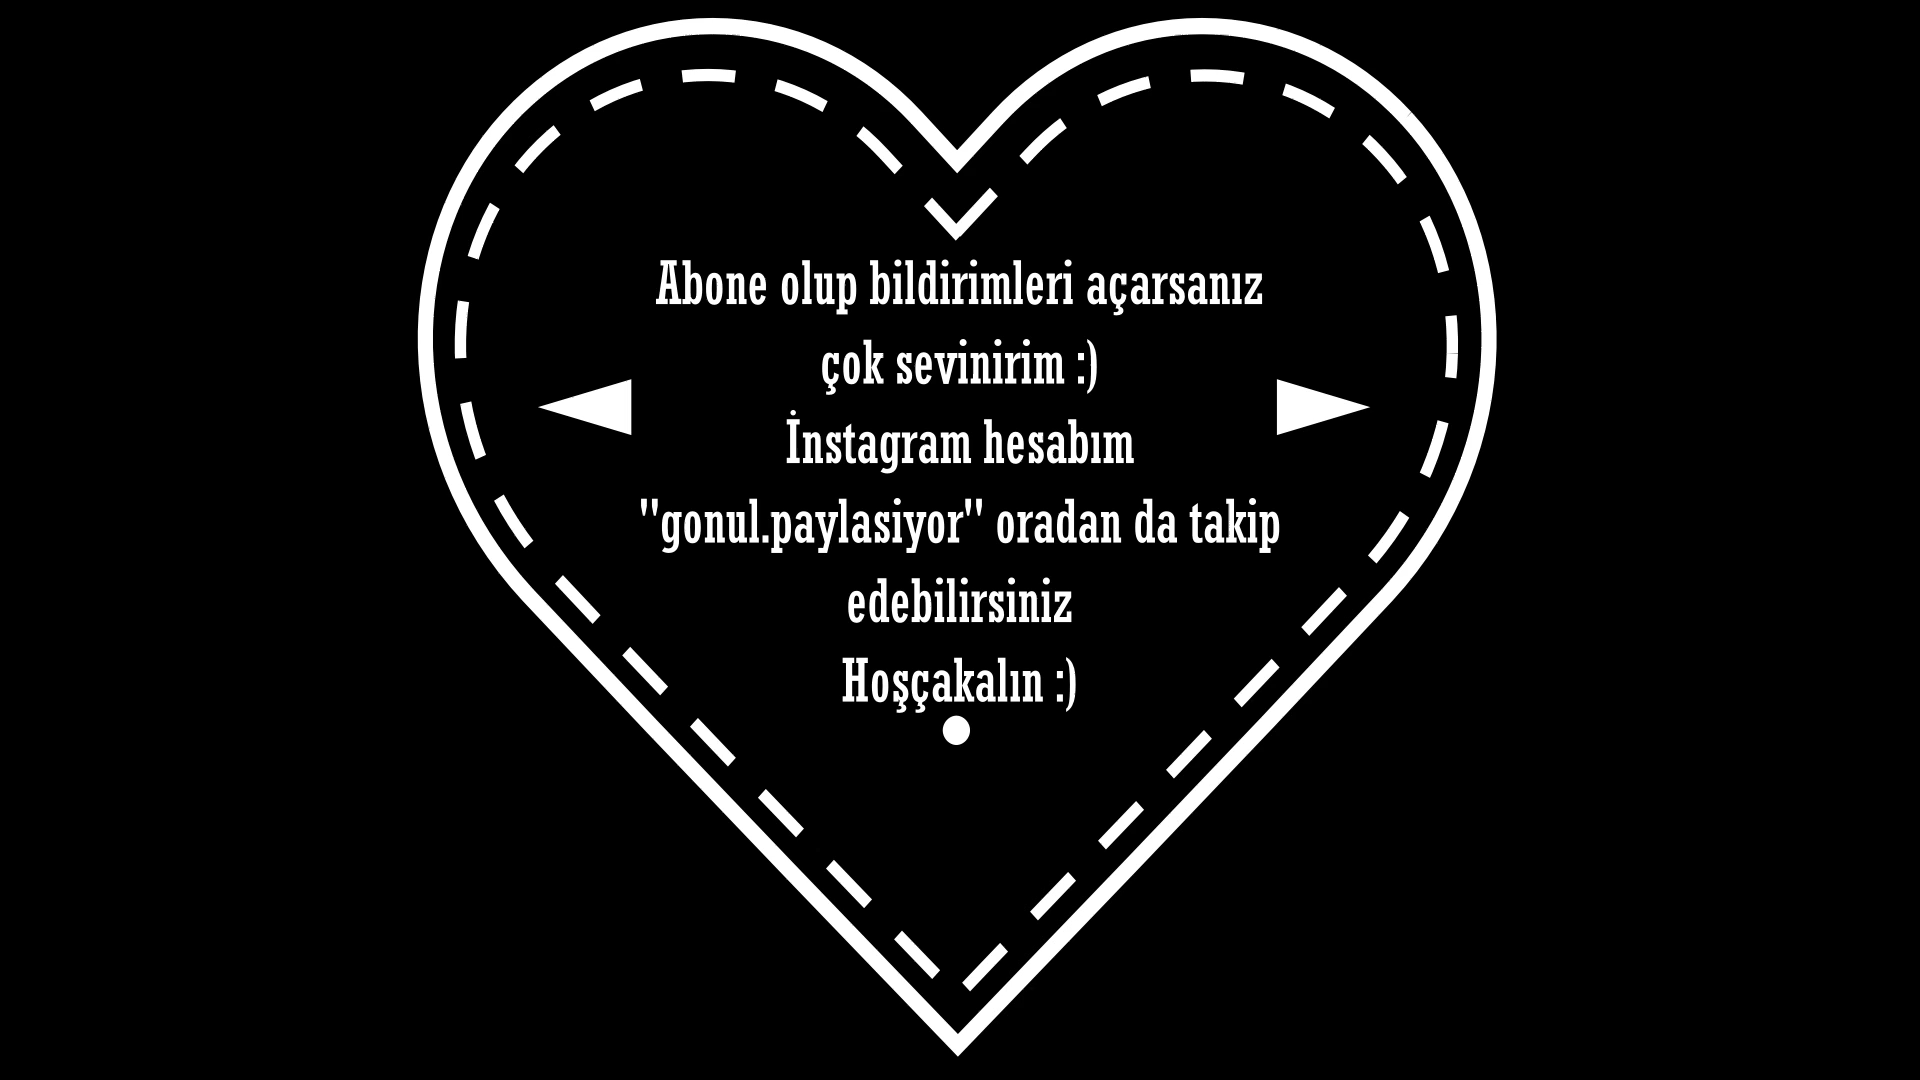 Abone olup bildirimleri açarsanız
çok sevinirim :)
İnstagram hesabım
"gonul.paylasiyor" oradan da takip
edebilirsiniz
Hoşçakalın :)